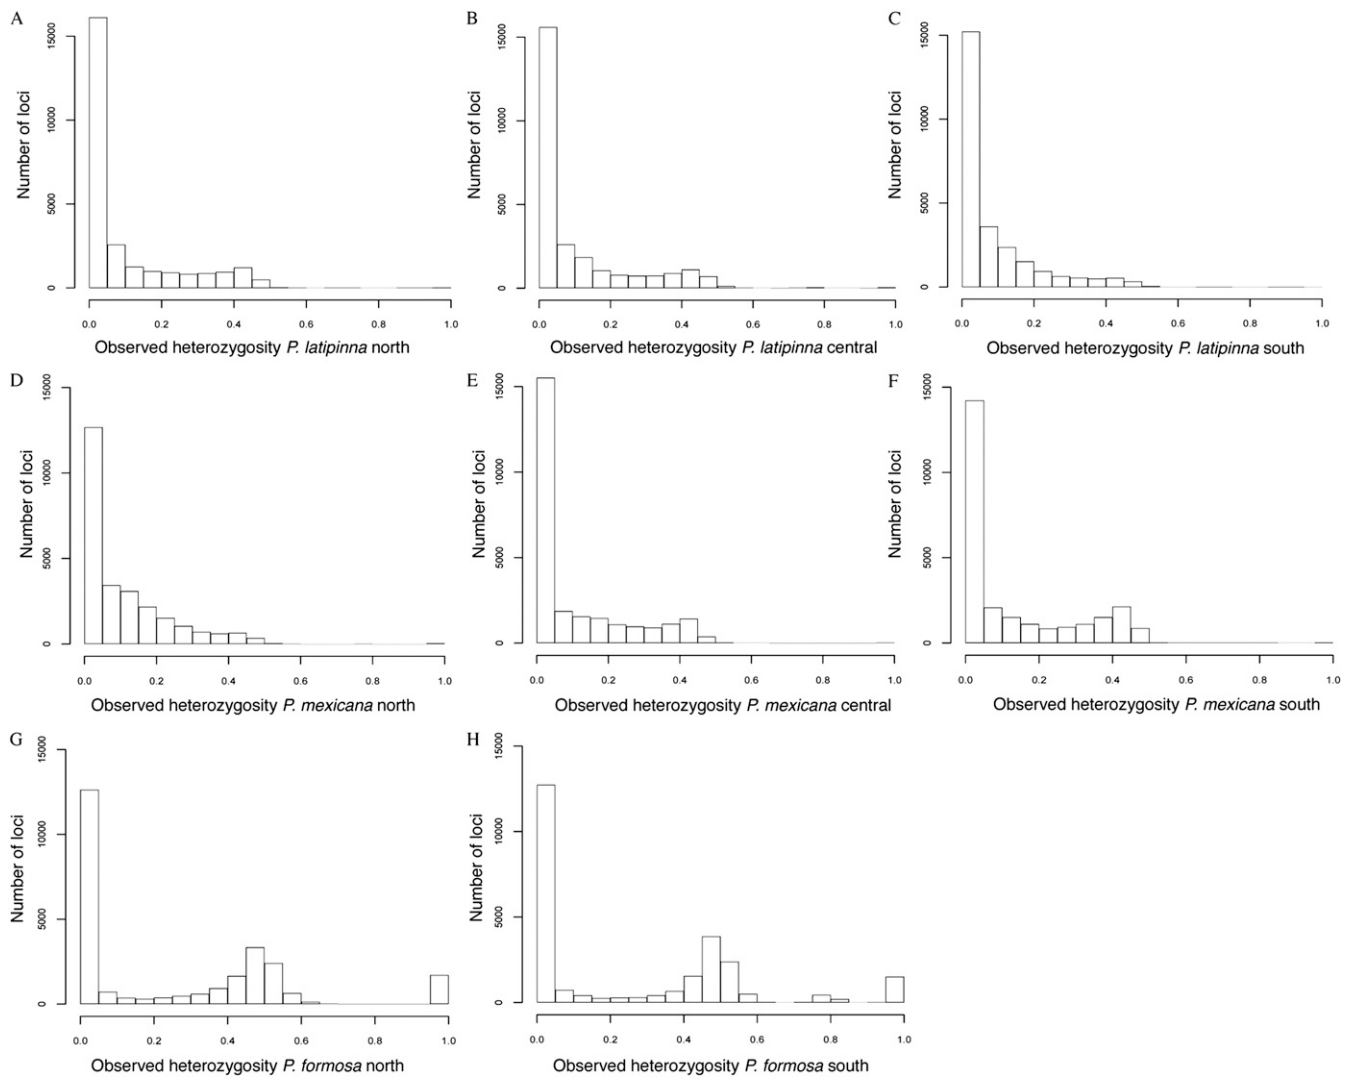 A
15000
10000
5000
0
Number of loci
0.0 0.2 0.4 0.6 0.8 1.0
Observed heterozygosity P. latipinna north
B
15000
10000
5000
0
Number of loci
0.0 0.2 0.4 0.6 0.8 1.0
Observed heterozygosity P. latipinna central
C
15000
10000
5000
0
Number of loci
0.0 0.2 0.4 0.6 0.8 1.0
Observed heterozygosity P. latipinna south
D
15000
10000
5000
0
Number of loci
0.0 0.2 0.4 0.6 0.8 1.0
Observed heterozygosity P. mexicana north
E
15000
10000
5000
0
Number of loci
0.0 0.2 0.4 0.6 0.8 1.0
Observed heterozygosity P. mexicana central
F
15000
10000
5000
0
Number of loci
0.0 0.2 0.4 0.6 0.8 1.0
Observed heterozygosity P. mexicana south
G
15000
10000
5000
0
Number of loci
0.0 0.2 0.4 0.6 0.8 1.0
Observed heterozygosity P. formosa north
H
15000
10000
5000
0
Number of loci
0.0 0.2 0.4 0.6 0.8 1.0
Observed heterozygosity P. formosa south